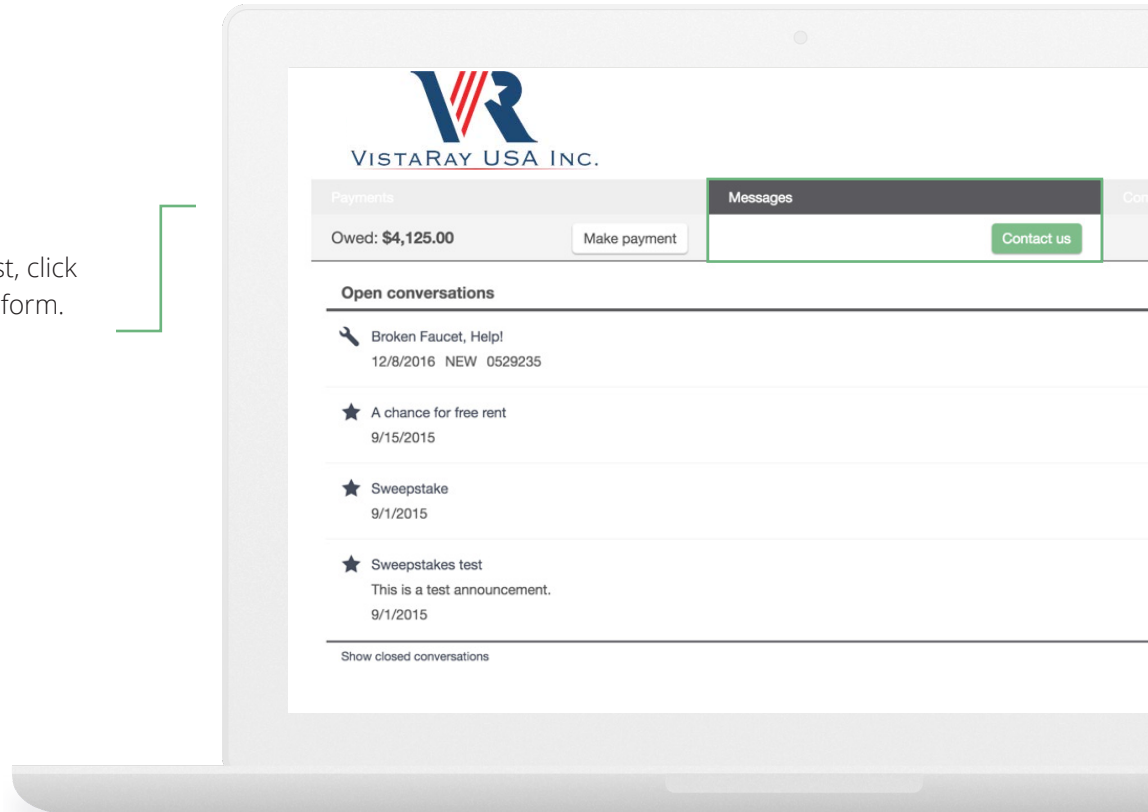 st, click
form.
VR
VISTARAY USA INC.
Payments
Messages
Con
Owed: $4,125.00
Make payment
Contact us
Open conversations
Broken Faucet, Help!
12/8/2016 NEW 0529235
A chance for free rent
9/15/2015
Sweepstake
9/1/2015
Sweepstakes test
This is a test announcement.
9/1/2015
Show closed conversations